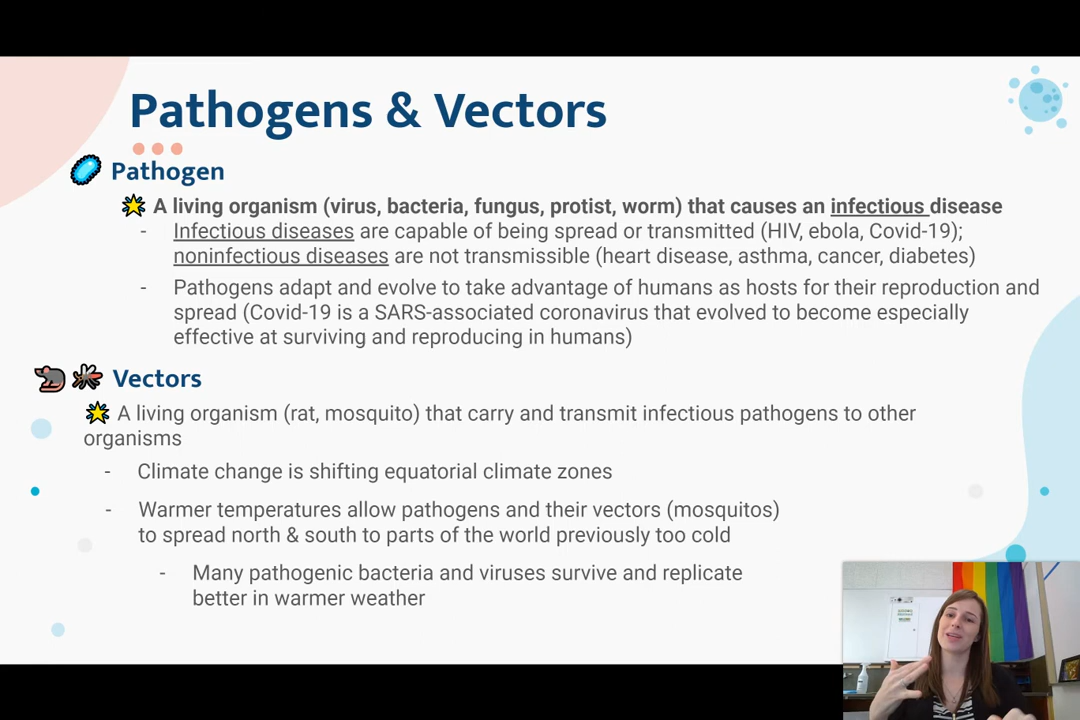 Pathogens & Vectors
Pathogen
A living organism (virus, bacteria, fungus, protist, worm) that causes an infectious disease
- Infectious diseases are capable of being spread or transmitted (HIV, ebola, Covid-19);
noninfectious diseases are not transmissible (heart disease, asthma, cancer, diabetes)
- Pathogens adapt and evolve to take advantage of humans as hosts for their reproduction and
spread (Covid-19 is a SARS-associated coronavirus that evolved to become especially
effective at surviving and reproducing in humans)
Vectors
A living organism (rat, mosquito) that carry and transmit infectious pathogens to other
organisms
- Climate change is shifting equatorial climate zones
- Warmer temperatures allow pathogens and their vectors (mosquitos)
to spread north & south to parts of the world previously too cold
- Many pathogenic bacteria and viruses survive and replicate
better in warmer weather